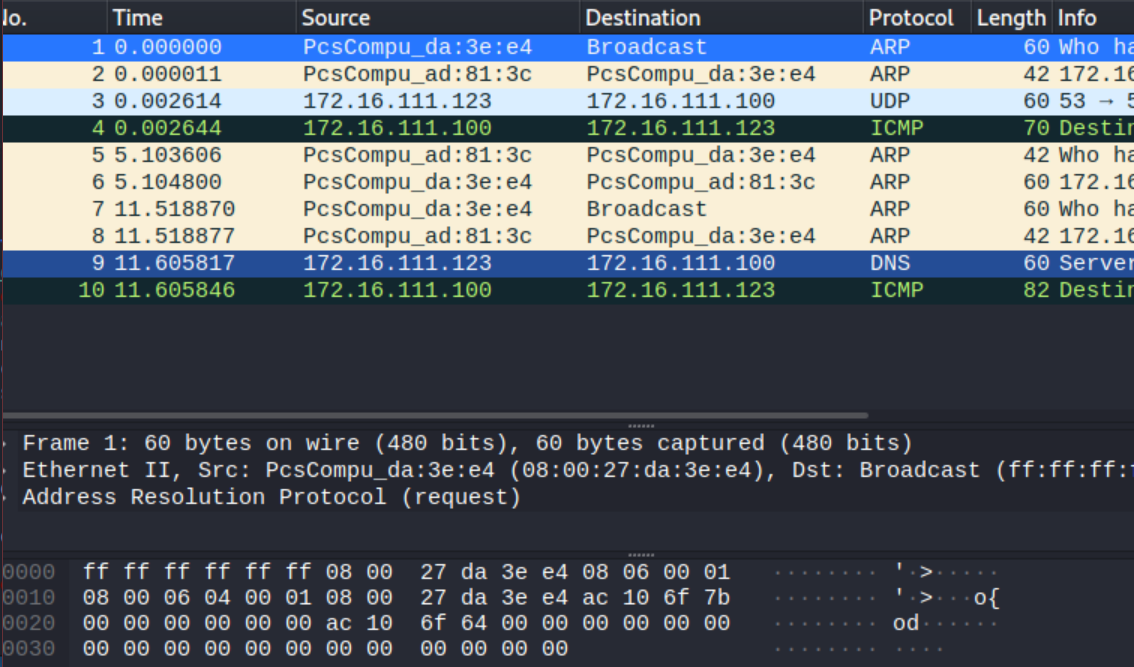 No. Time Source Destination Protocol Length Info
1 0.000000 PcsCompu_da:3e:e4 Broadcast ARP 60 Who ha
2 0.000011 PcsCompu_ad:81:3c PcsCompu_da:3e:e4 ARP 42 172.16
3 0.002614 172.16.111.123 172.16.111.100 UDP 60 53 → 5
4 0.002644 172.16.111.100 172.16.111.123 ICMP 70 Destin
5 5.103606 PcsCompu_ad:81:3c PcsCompu_da:3e:e4 ARP 42 Who ha
6 5.104800 PcsCompu_da:3e:e4 PcsCompu_ad:81:3c ARP 60 172.16
7 11.518870 PcsCompu_da:3e:e4 Broadcast ARP 60 Who ha
8 11.518877 PcsCompu_ad:81:3c PcsCompu_da:3e:e4 ARP 42 172.16
9 11.605817 172.16.111.123 172.16.111.100 DNS 60 Server
10 11.605846 172.16.111.100 172.16.111.123 ICMP 82 Destin
Frame 1: 60 bytes on wire (480 bits), 60 bytes captured (480 bits)
Ethernet II, Src: PcsCompu_da:3e:e4 (08:00:27:da:3e:e4), Dst: Broadcast (ff:ff:ff:
Address Resolution Protocol (request)
0000 ff ff ff ff ff ff 08 00 27 da 3e e4 08 06 00 01 ········ '·>·····
0010 08 00 06 04 00 01 08 00 27 da 3e e4 ac 10 6f 7b ········ '·>···o{
0020 00 00 00 00 00 00 ac 10 6f 64 00 00 00 00 00 00 ········ od······
0030 00 00 00 00 00 00 00 00 00 00 00 00 ········ ····